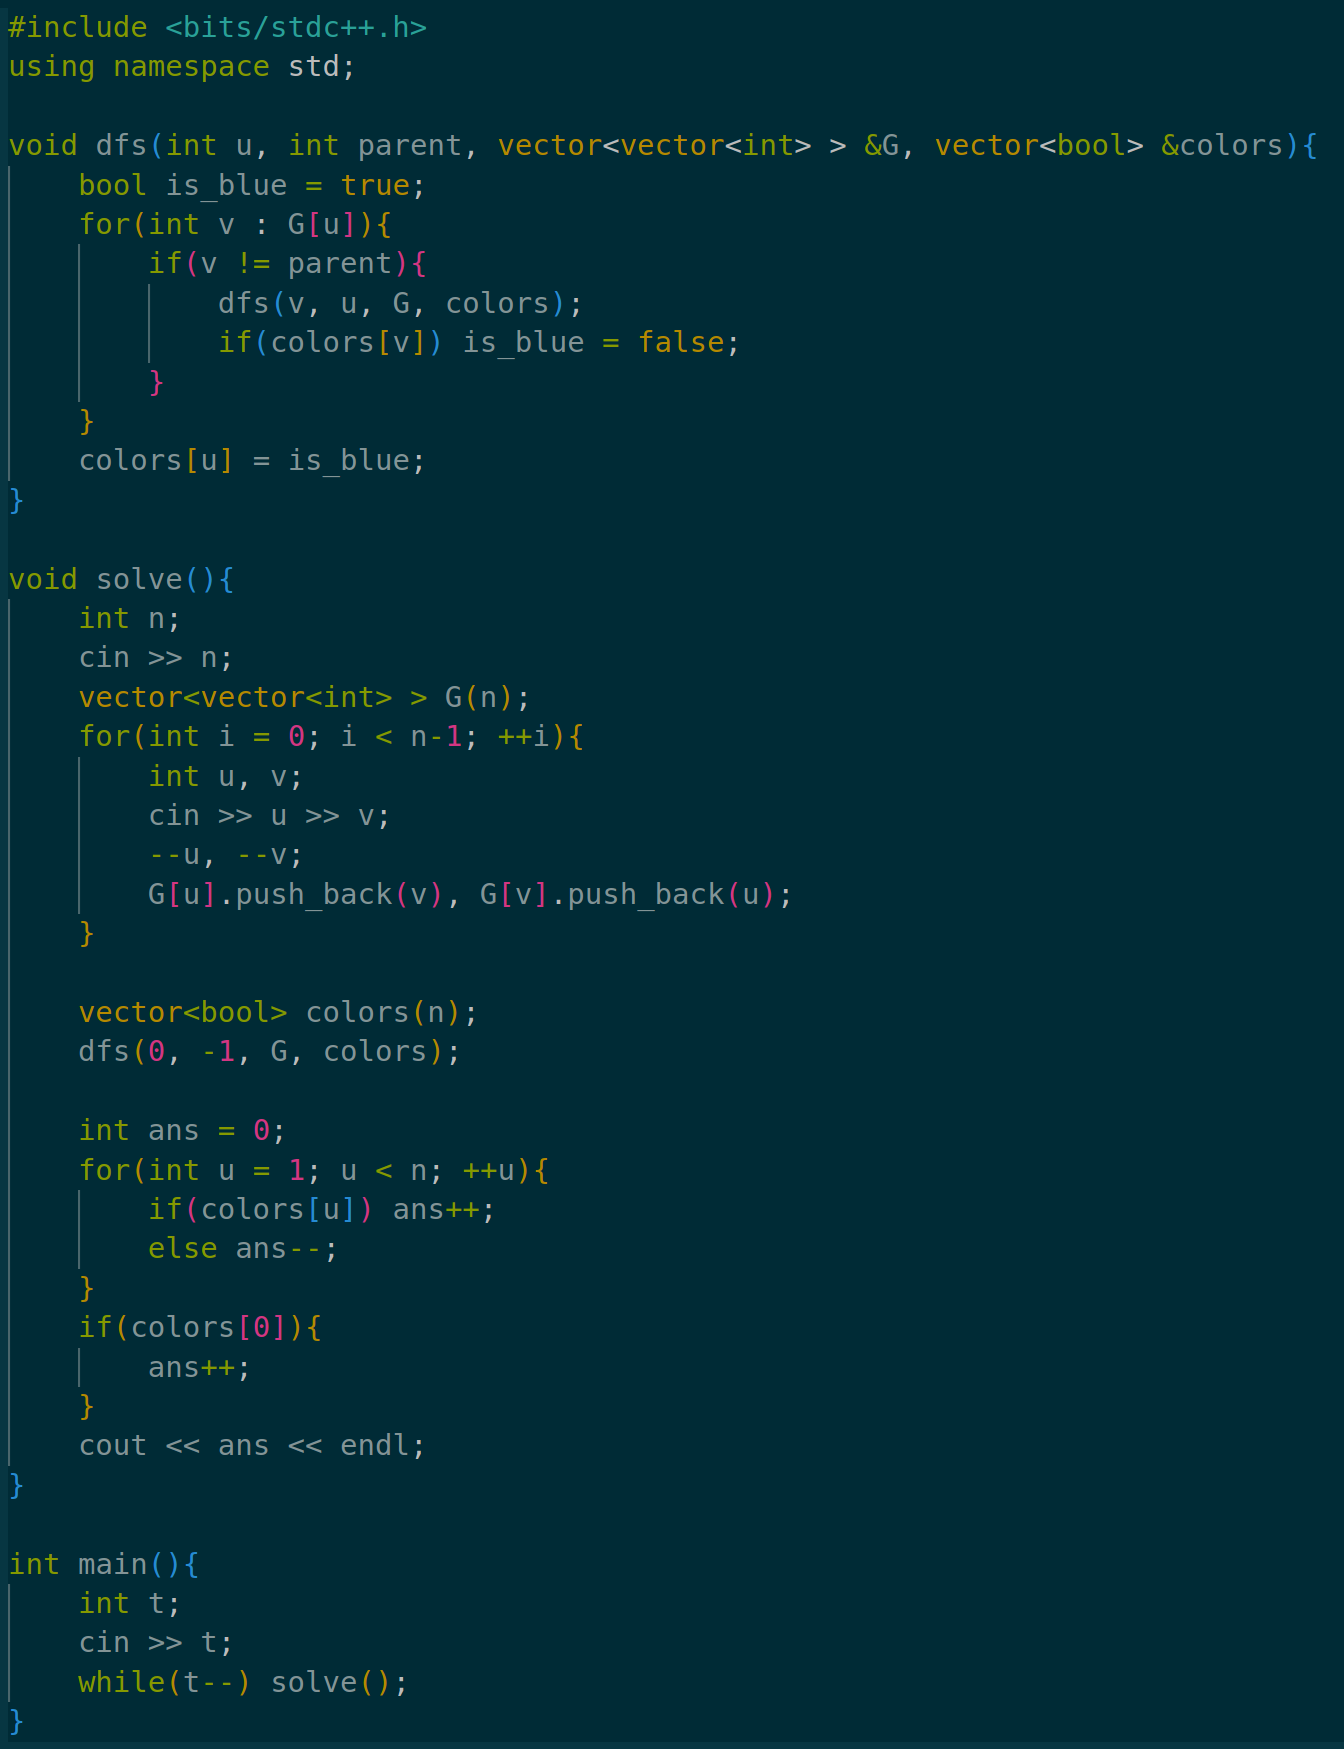 #include <bits/stdc++.h>
using namespace std;

void dfs(int u, int parent, vector<vector<int> > &G, vector<bool> &colors){
    bool is_blue = true;
    for(int v : G[u]){
        if(v != parent){
            dfs(v, u, G, colors);
            if(colors[v]) is_blue = false;
        }
    }
    colors[u] = is_blue;
}

void solve(){
    int n;
    cin >> n;
    vector<vector<int> > G(n);
    for(int i = 0; i < n-1; ++i){
        int u, v;
        cin >> u >> v;
        --u, --v;
        G[u].push_back(v), G[v].push_back(u);
    }

    vector<bool> colors(n);
    dfs(0, -1, G, colors);

    int ans = 0;
    for(int u = 1; u < n; ++u){
        if(colors[u]) ans++;
        else ans--;
    }
    if(colors[0]){
        ans++;
    }
    cout << ans << endl;
}

int main(){
    int t;
    cin >> t;
    while(t--) solve();
}